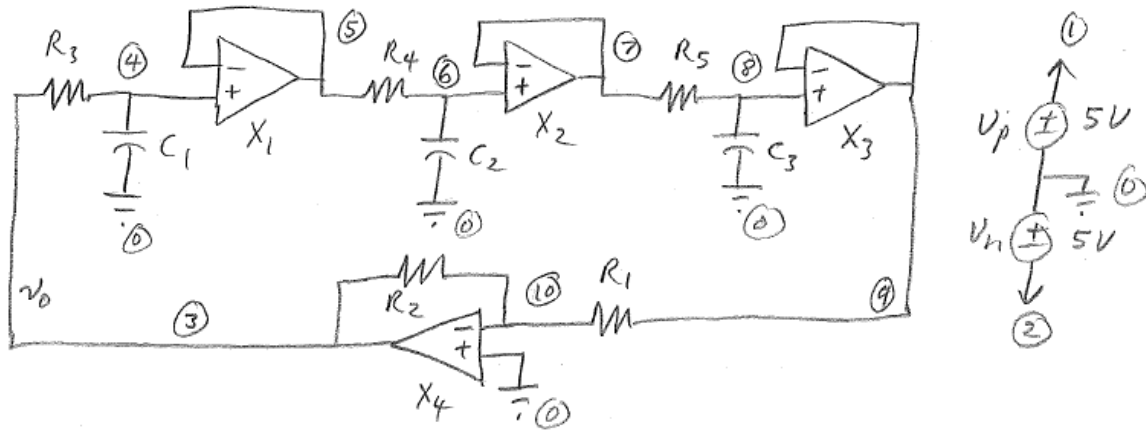 ①
R3 ④ ⑤ R4 ⑥ ⑦ R5 ⑧
− + − + − +
X1 X2 X3
C1 C2 C3
Vp ± 5V
⓪ ⓪ ⓪ ⓪
Vn ± 5V
②
v0 ③ R2 ⑩ R1 ⑨
− +
X4 ⓪